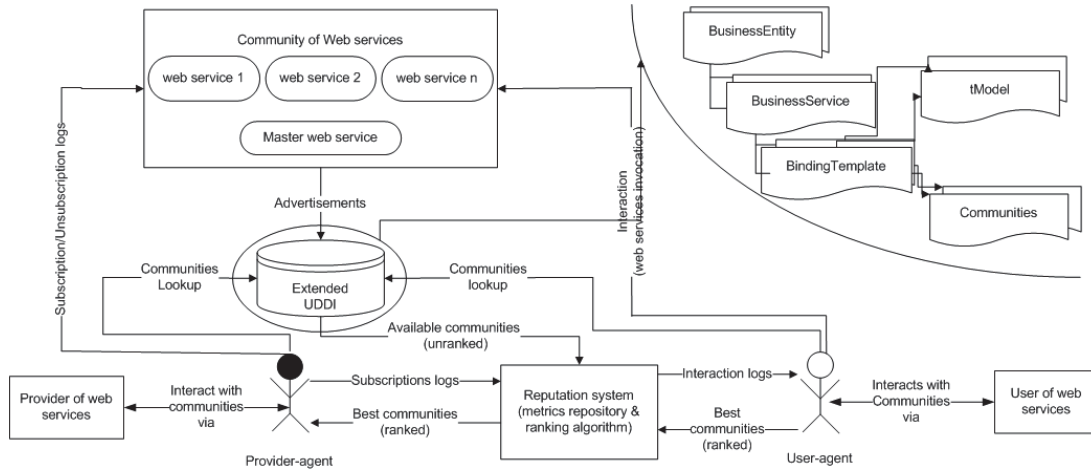 Community of Web services
web service 1
web service 2
web service n
Master web service
Subscription/Unsubscription logs
Advertisements
Interaction
(web services invocation)
BusinessEntity
BusinessService
BindingTemplate
tModel
Communities
Communities
Lookup
Extended
UDDI
Communities
lookup
Available communities
(unranked)
Provider of web
services
Interact with
communities
via
Provider-agent
Subscriptions logs
Best communities
(ranked)
Reputation system
(metrics repository &
ranking algorithm)
Interaction logs
Best
communities
(ranked)
User-agent
Interacts with
Communities
via
User of web
services